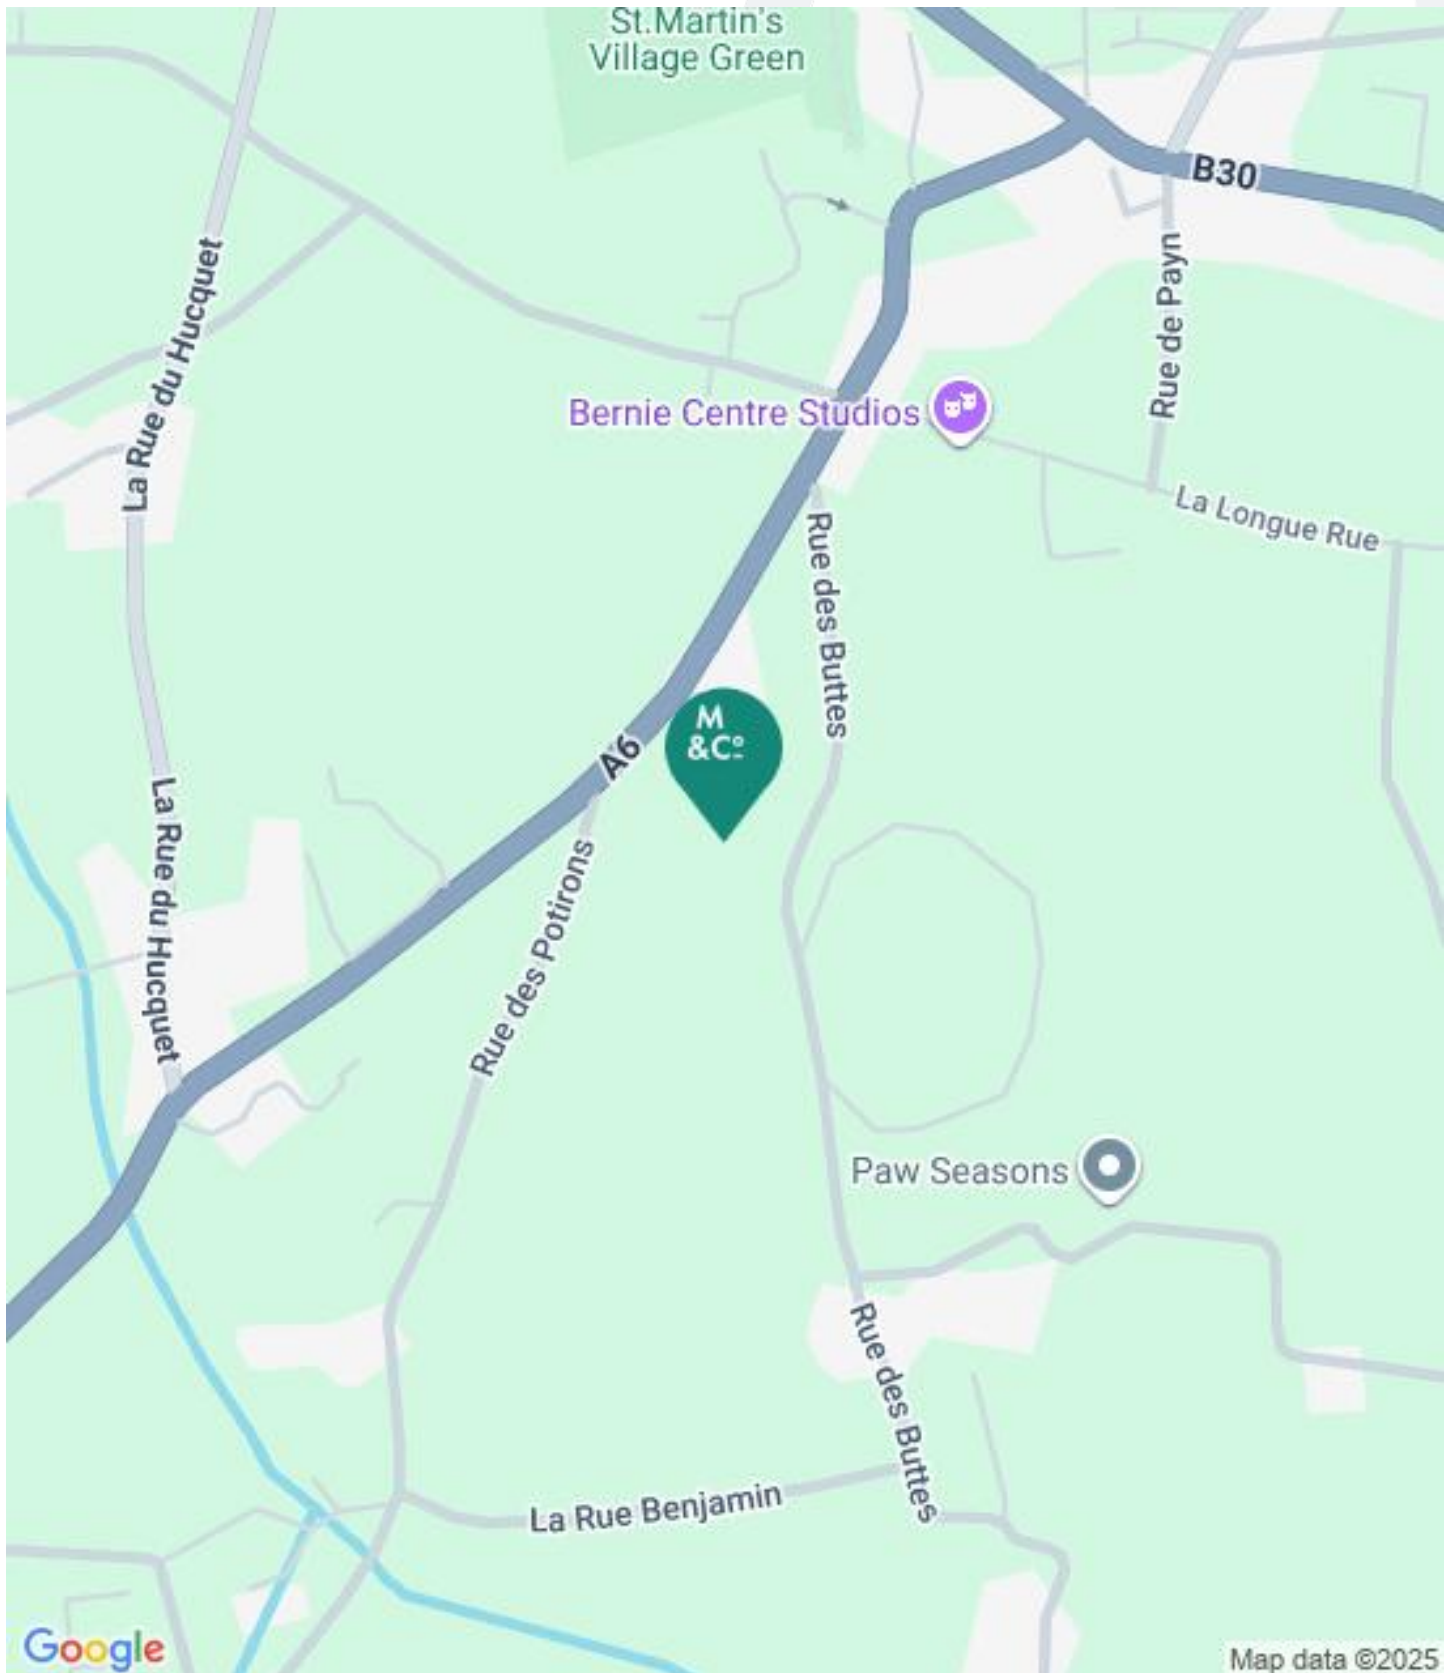 St.Martin's
Village Green
B30
La Rue du Hucquet
Rue de Payn
Bernie Centre Studios
La Longue Rue
Rue des Buttes
M
&Cº
A6
La Rue du Hucquet
Rue des Potirons
Paw Seasons
Rue des Buttes
La Rue Benjamin
Google
Map data ©2025